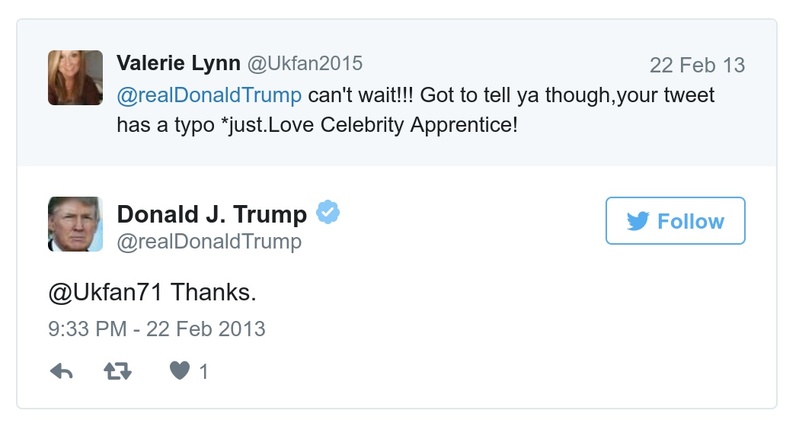 Valerie Lynn @Ukfan2015 22 Feb 13
@realDonaldTrump can't wait!!! Got to tell ya though,your tweet
has a typo *just.Love Celebrity Apprentice!
Donald J. Trump
@realDonaldTrump
Follow
@Ukfan71 Thanks.
9:33 PM - 22 Feb 2013
1